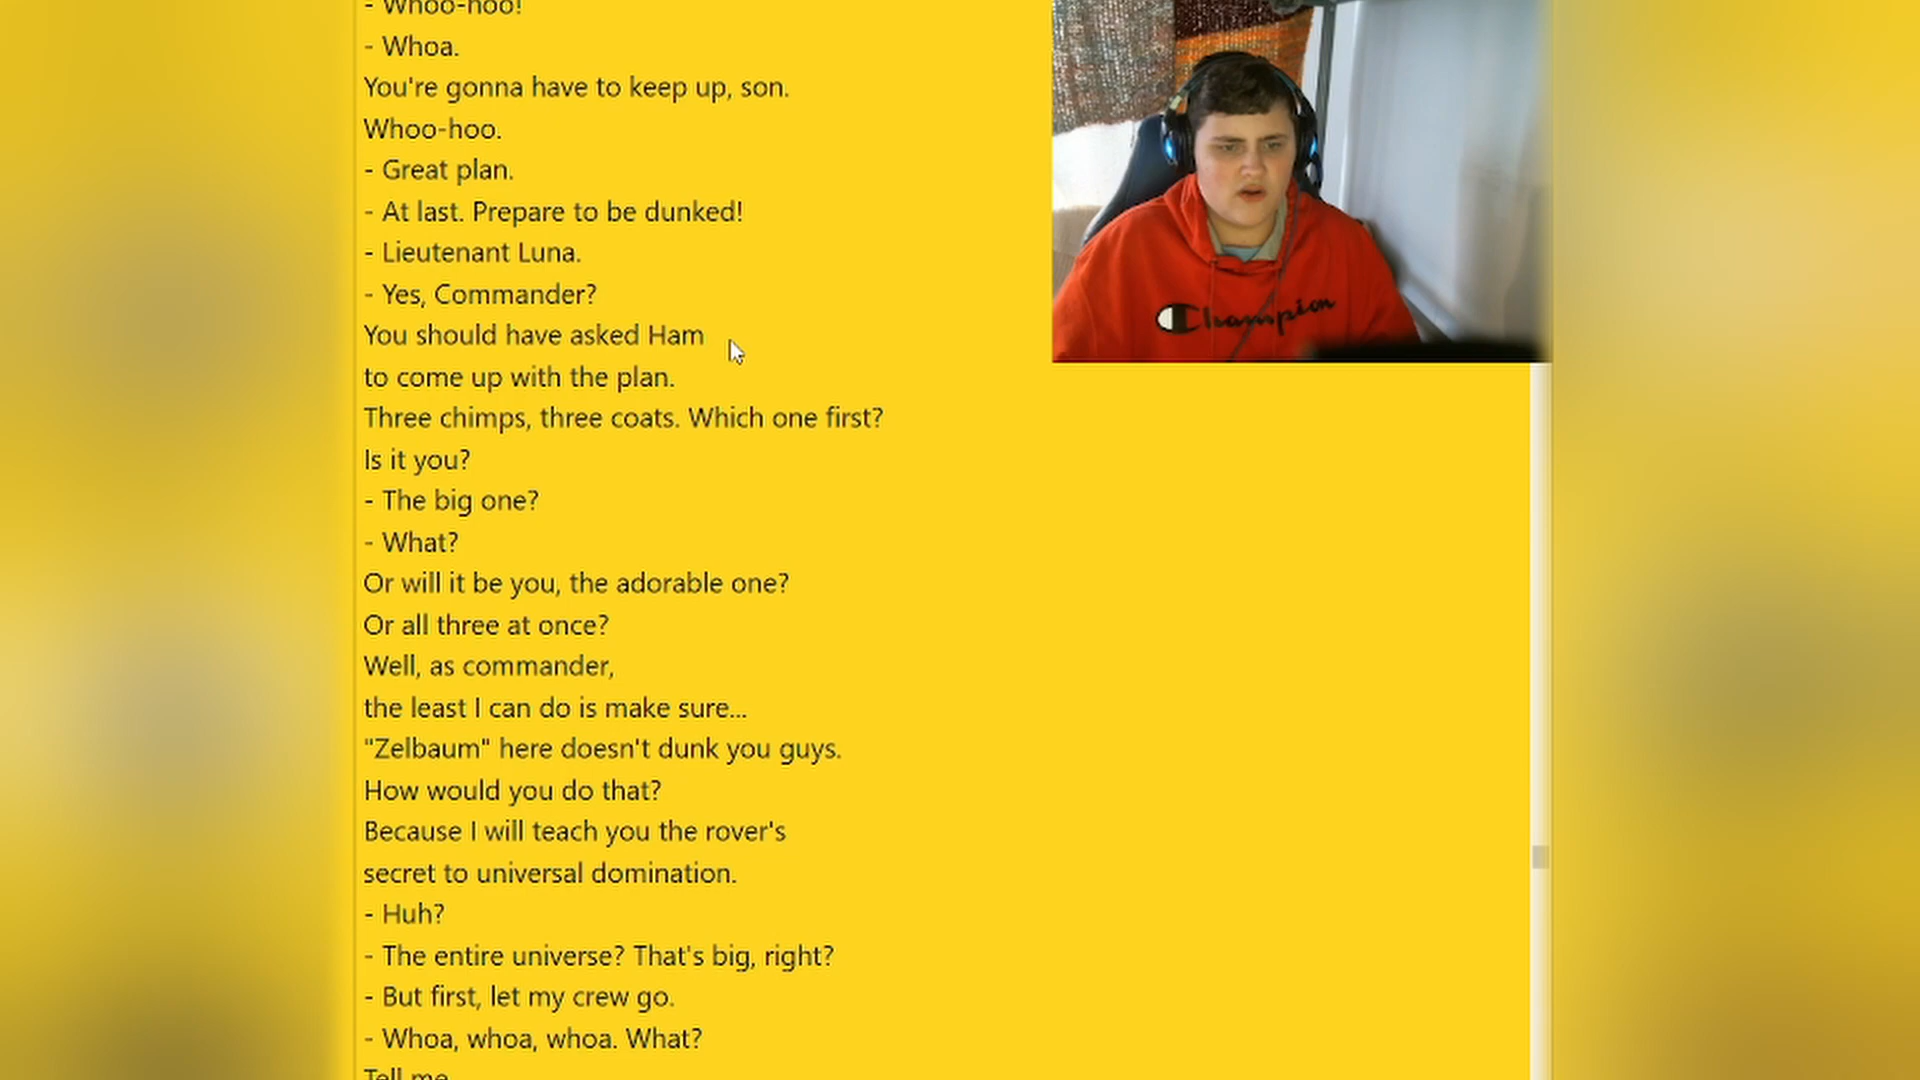 - Whoo-hoo!
- Whoa.
You're gonna have to keep up, son.
Whoo-hoo.
- Great plan.
- At last. Prepare to be dunked!
- Lieutenant Luna.
- Yes, Commander?
You should have asked Ham
to come up with the plan.
Three chimps, three coats. Which one first?
Is it you?
- The big one?
- What?
Or will it be you, the adorable one?
Or all three at once?
Well, as commander,
the least I can do is make sure...
"Zelbaum" here doesn't dunk you guys.
How would you do that?
Because I will teach you the rover's
secret to universal domination.
- Huh?
- The entire universe? That's big, right?
- But first, let my crew go.
- Whoa, whoa, whoa. What?
Tell me
Champion